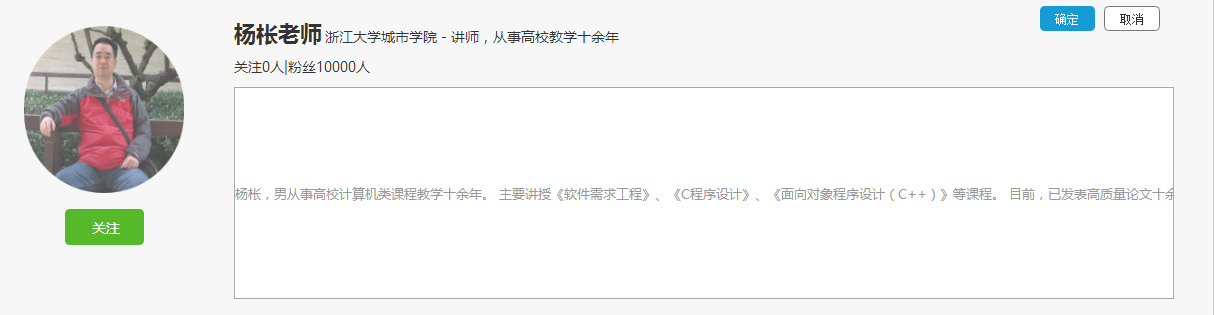 杨枨老师 浙江大学城市学院 - 讲师，从事高校教学十余年
确定 取消
关注0人|粉丝10000人
杨枨，男从事高校计算机类课程教学十余年。 主要讲授《软件需求工程》、《C程序设计》、《面向对象程序设计（C++）》等课程。 目前，已发表高质量论文十余
关注